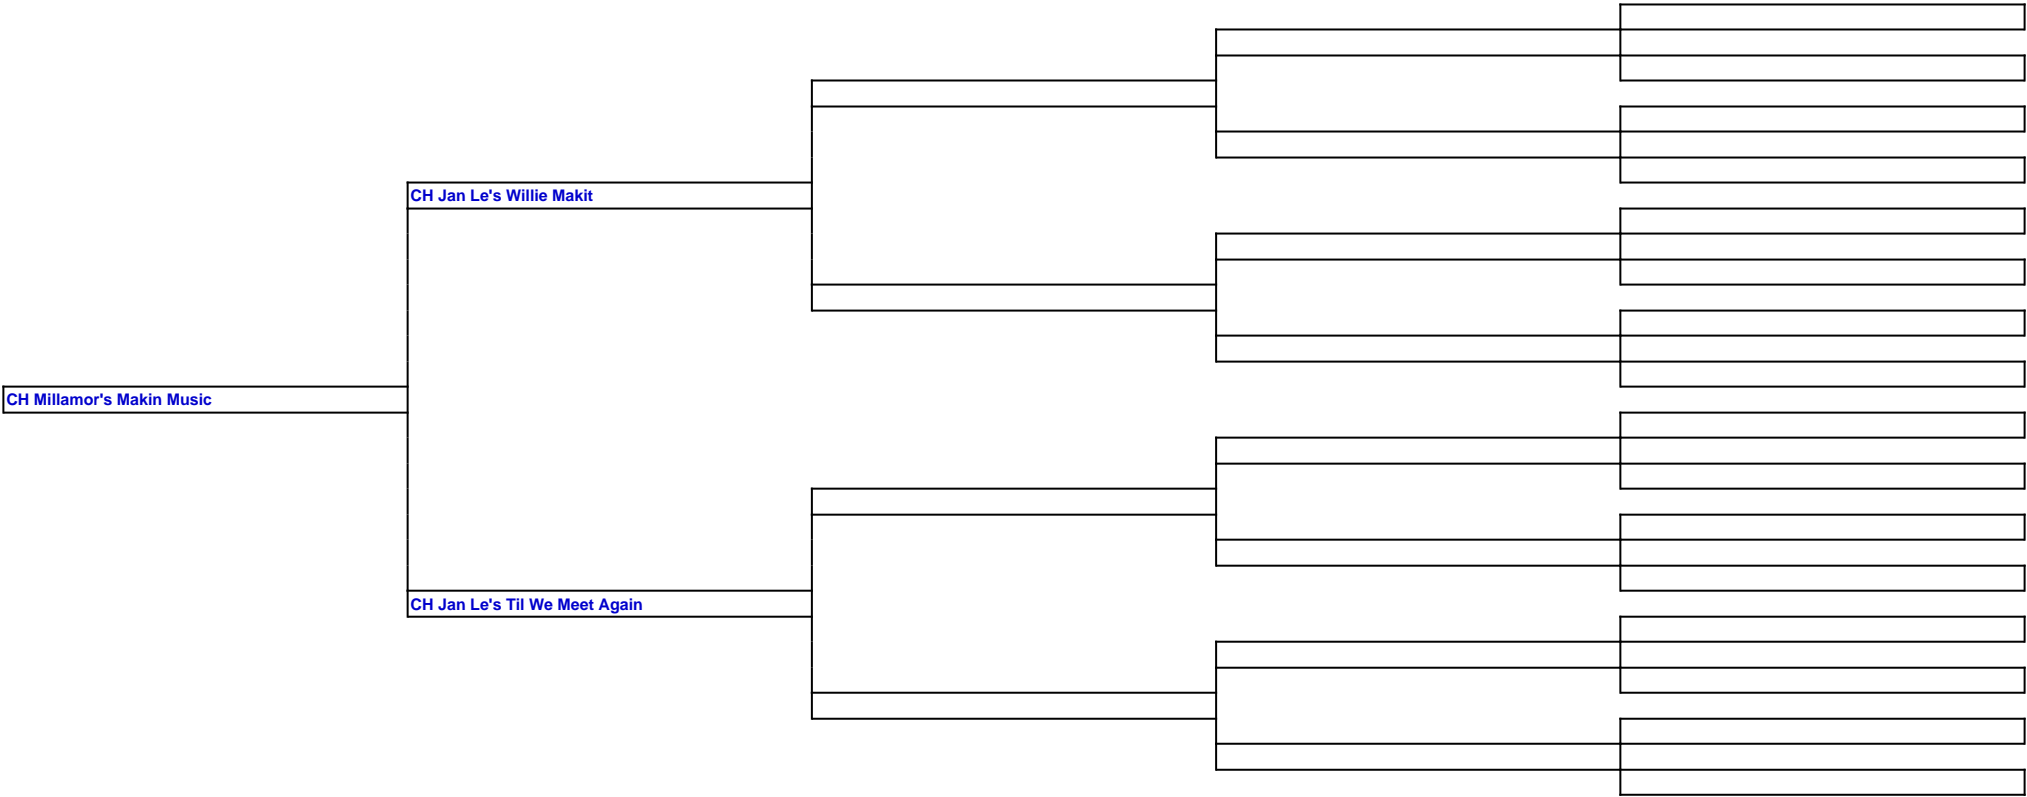 CH Jan Le's Willie Makit
CH Millamor's Makin Music
CH Jan Le's Til We Meet Again